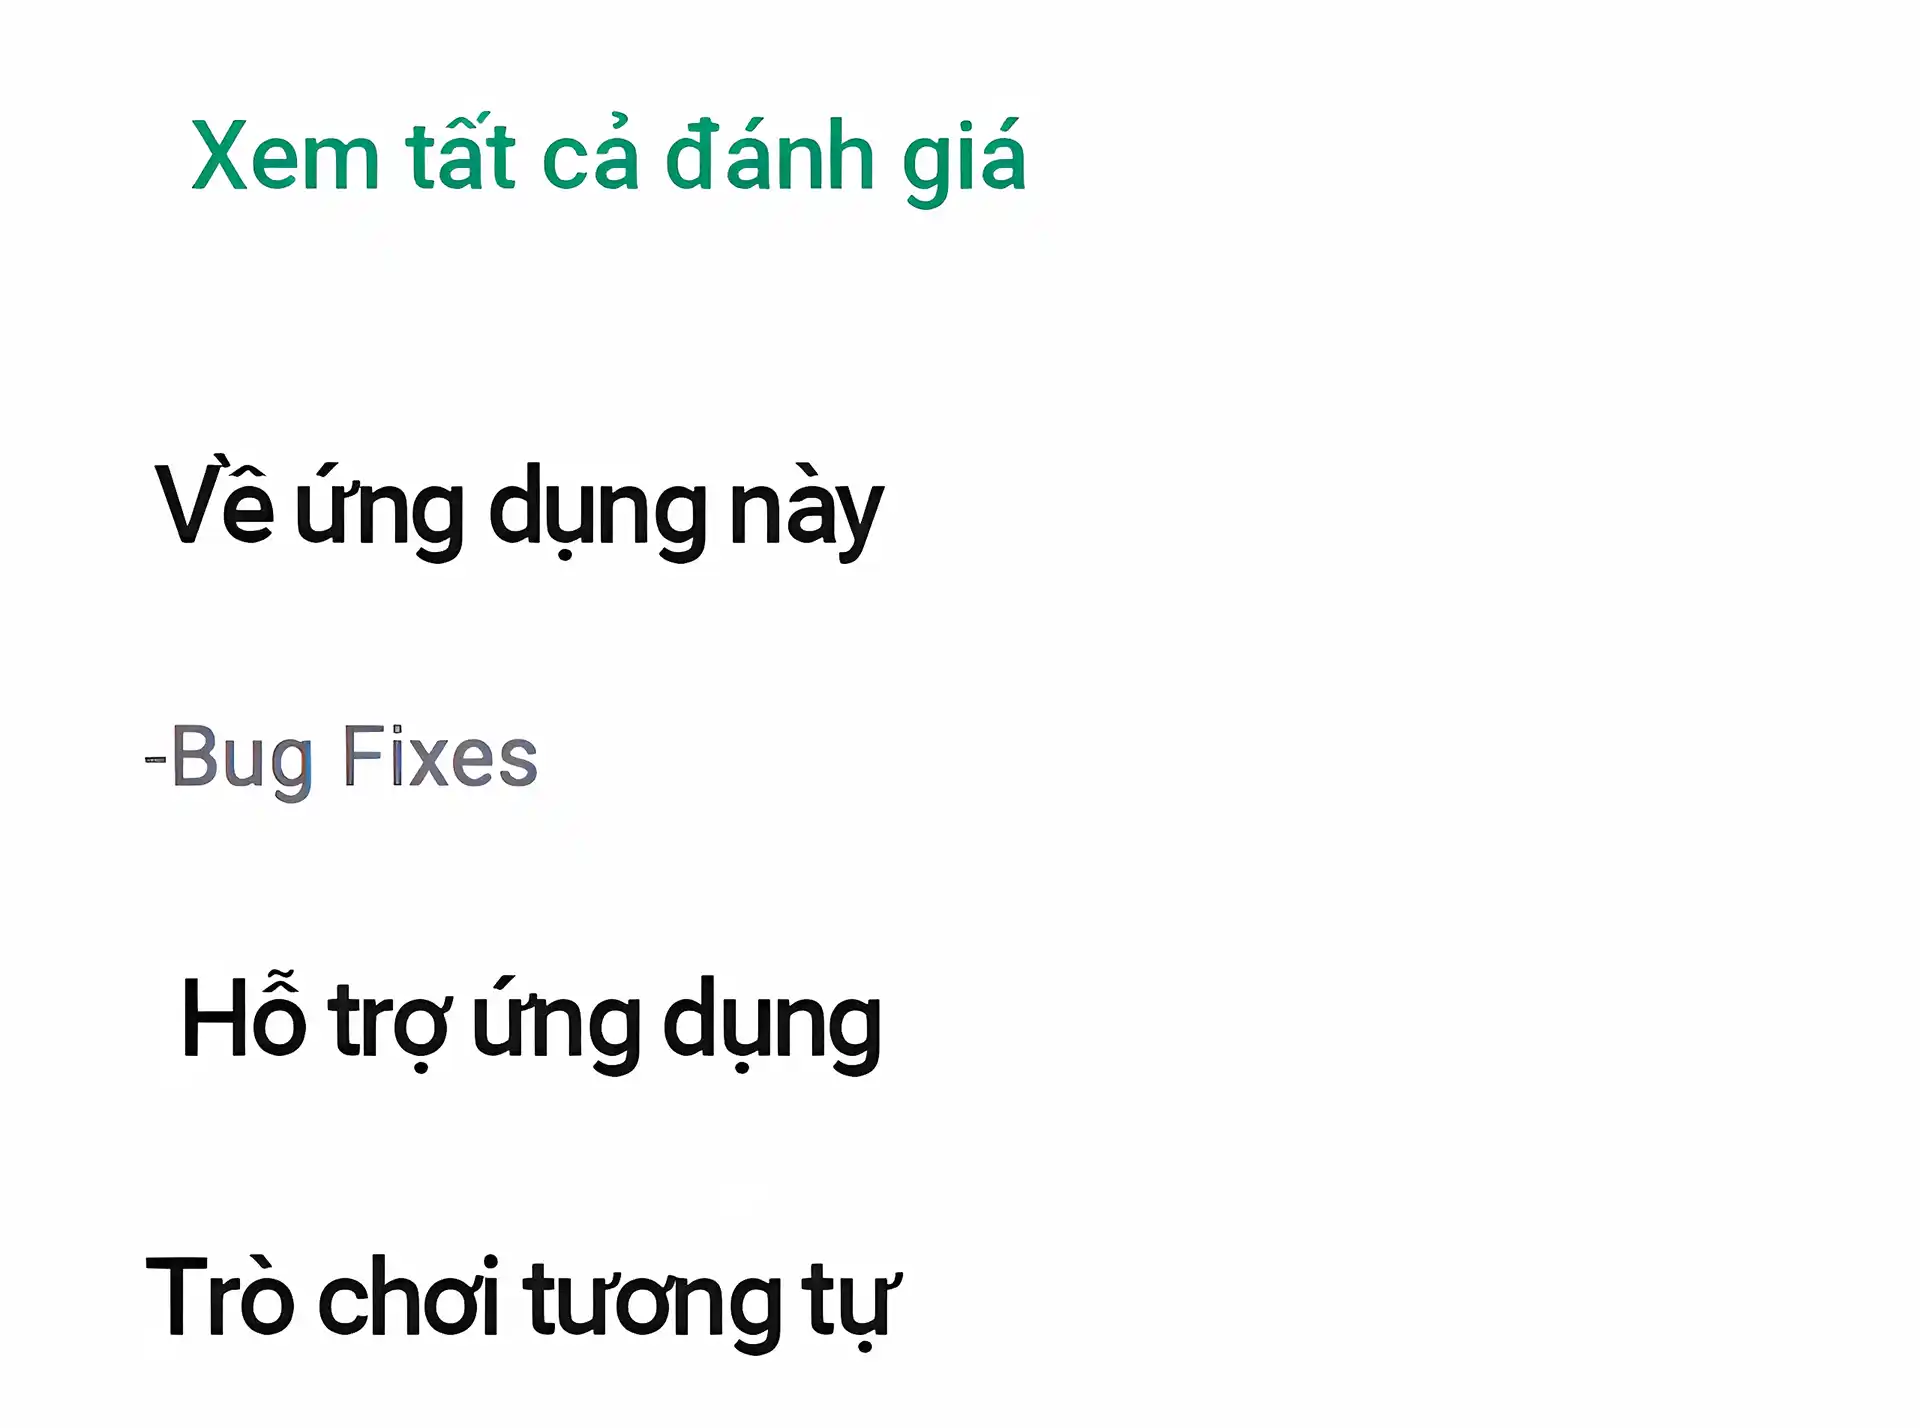 Xem tất cả đánh giá
Về ứng dụng này
-Bug Fixes
Hỗ trợ ứng dụng
Trò chơi tương tự